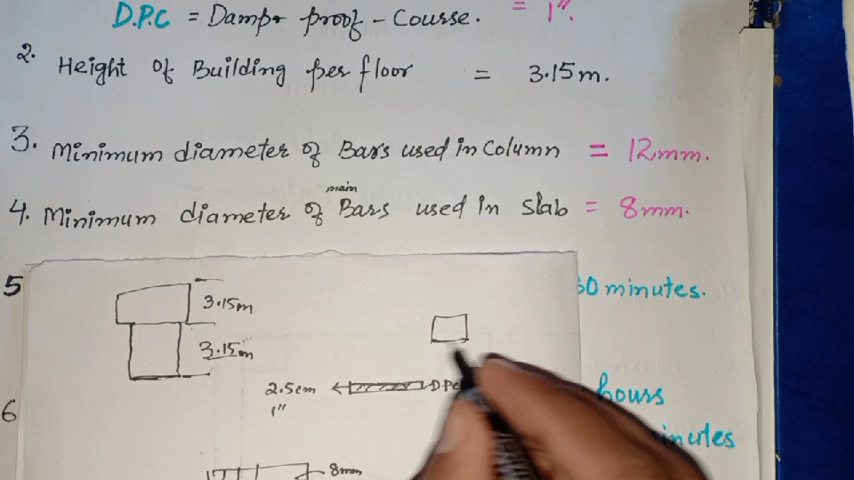 D.P.C = Damp proof - Course. = 1".
2. Height of Building per floor = 3.15m.
3. Minimum diameter of Bars used in Column = 12mm.
main
4. Minimum diameter of Bars used in Slab = 8mm.
5 30 minutes.
3.15m
3.15m
2.5cm DPC
1"
hours
6
minutes
8mm